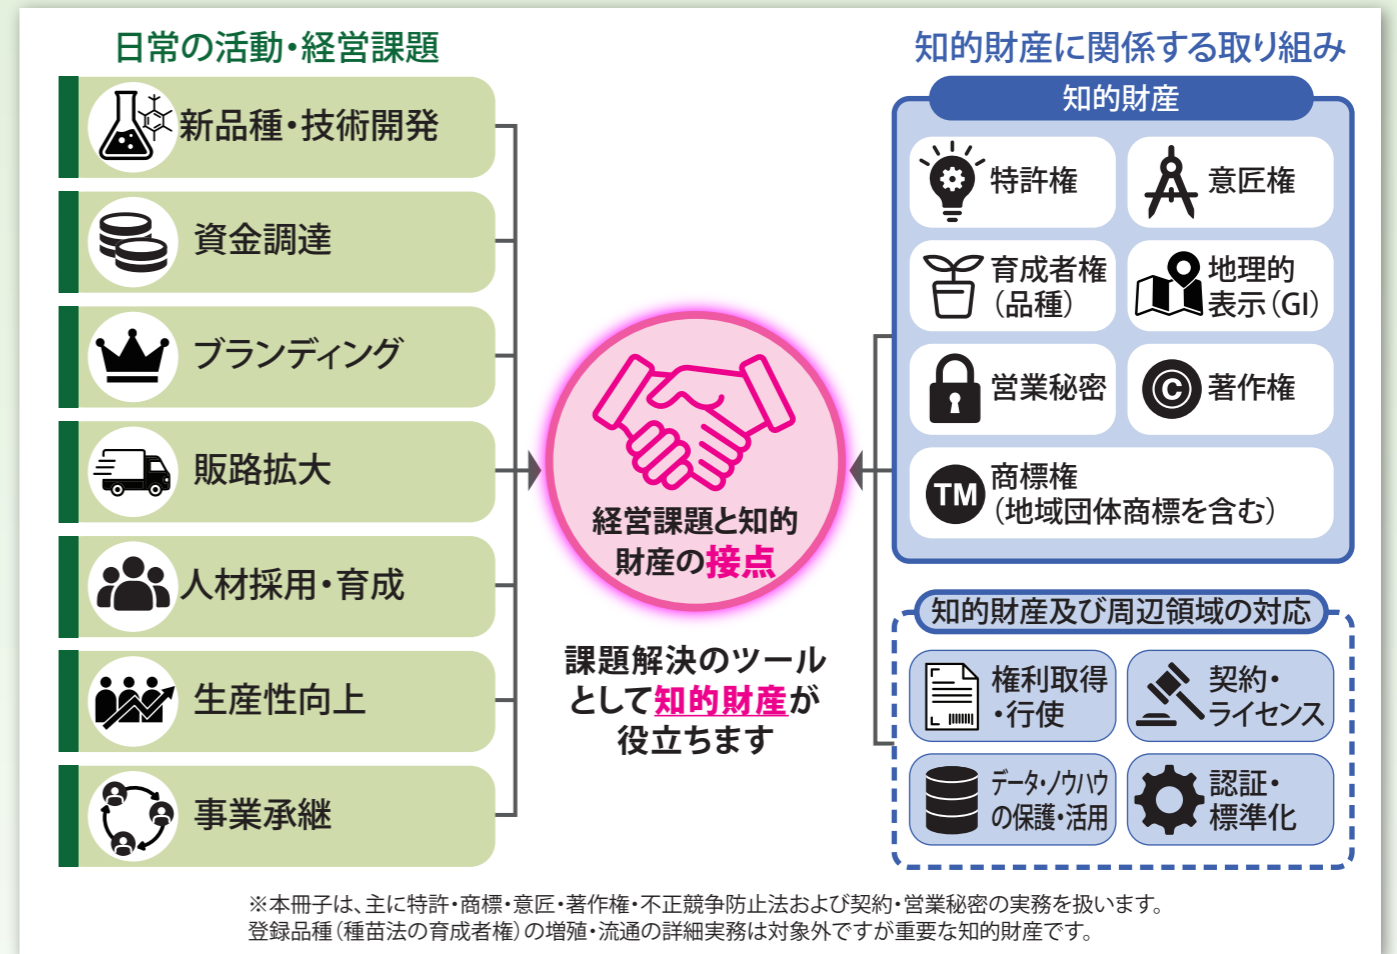 日常の活動・経営課題
新品種・技術開発
資金調達
ブランディング
販路拡大
人材採用・育成
生産性向上
事業承継
経営課題と知的
財産の接点
課題解決のツール
として知的財産が
役立ちます
知的財産に関係する取り組み
知的財産
特許権
意匠権
育成者権
（品種）
地理的
表示（GI）
営業秘密
C
著作権
TM
商標権
（地域団体商標を含む）
知的財産及び周辺領域の対応
権利取得
・行使
契約・
ライセンス
データ・ノウハウ
の保護・活用
認証・
標準化
※本冊子は、主に特許・商標・意匠・著作権・不正競争防止法および契約・営業秘密の実務を扱います。
登録品種（種苗法の育成者権）の増殖・流通の詳細実務は対象外ですが重要な知的財産です。